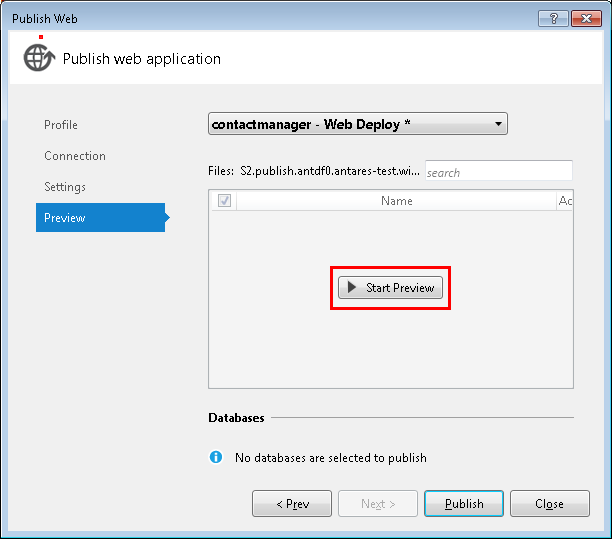 Publish Web
Publish web application
Profile
Connection
Settings
Preview
contactmanager - Web Deploy *
Files: S2.publish.antdf0.antares-test.wi... search
Name Ac
Start Preview
Databases
No databases are selected to publish
< Prev Next > Publish Close